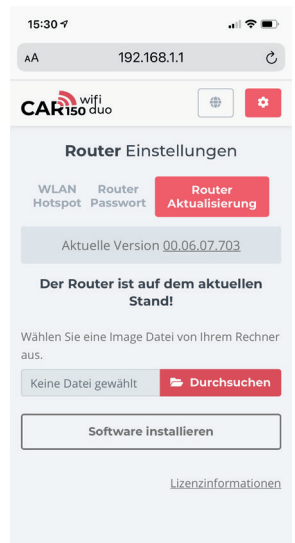 15:30
AA 192.168.1.1
CAR150 wifi duo
Router Einstellungen
WLAN Hotspot
Router Passwort
Router Aktualisierung
Aktuelle Version 00.06.07.703
Der Router ist auf dem aktuellen
Stand!
Wählen Sie eine Image Datei von Ihrem Rechner
aus.
Keine Datei gewählt Durchsuchen
Software installieren
Lizenzinformationen